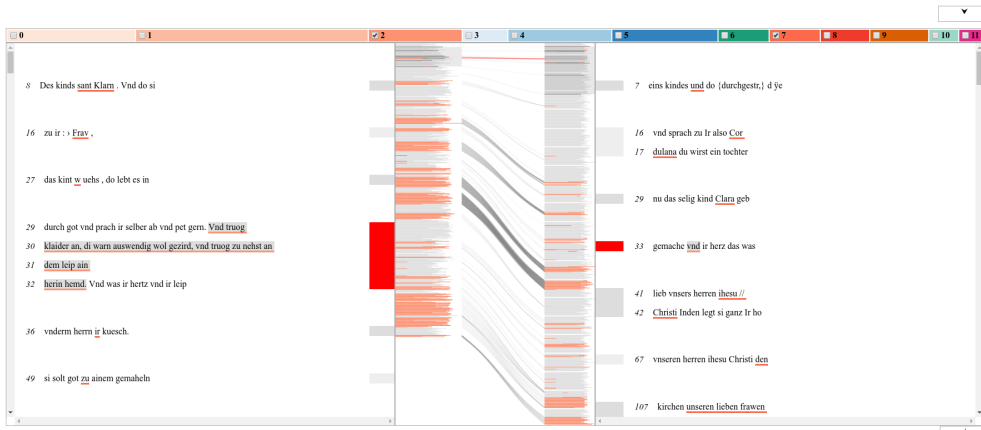 0 1 2 3 4 5 6 7 8 9 10 11
8 Des kinds sant Klarn . Vnd do si
16 zu ir : › Frav ,
27 das kint w uehs , do lebt es in
29 durch got vnd prach ir selber ab vnd pet gern. Vnd truog
30 klaider an, di warn auswendig wol gezird, vnd truog zu nehst an
31 dem leip ain
32 herin hemd. Vnd was ir hertz vnd ir leip
36 vnderm herrn ir kuesch.
49 si solt got zu ainem gemaheln
7 eins kindes und do {durchgestr,} d ÿe
16 vnd sprach zu Ir also Cor
17 dulana du wirst ein tochter
29 nu das selig kind Clara geb
33 gemache vnd ir herz das was
41 lieb vnsers herren ihesu //
42 Christi Inden legt si ganz Ir ho
67 vnseren herren ihesu Christi den
107 kirchen unseren lieben frawen